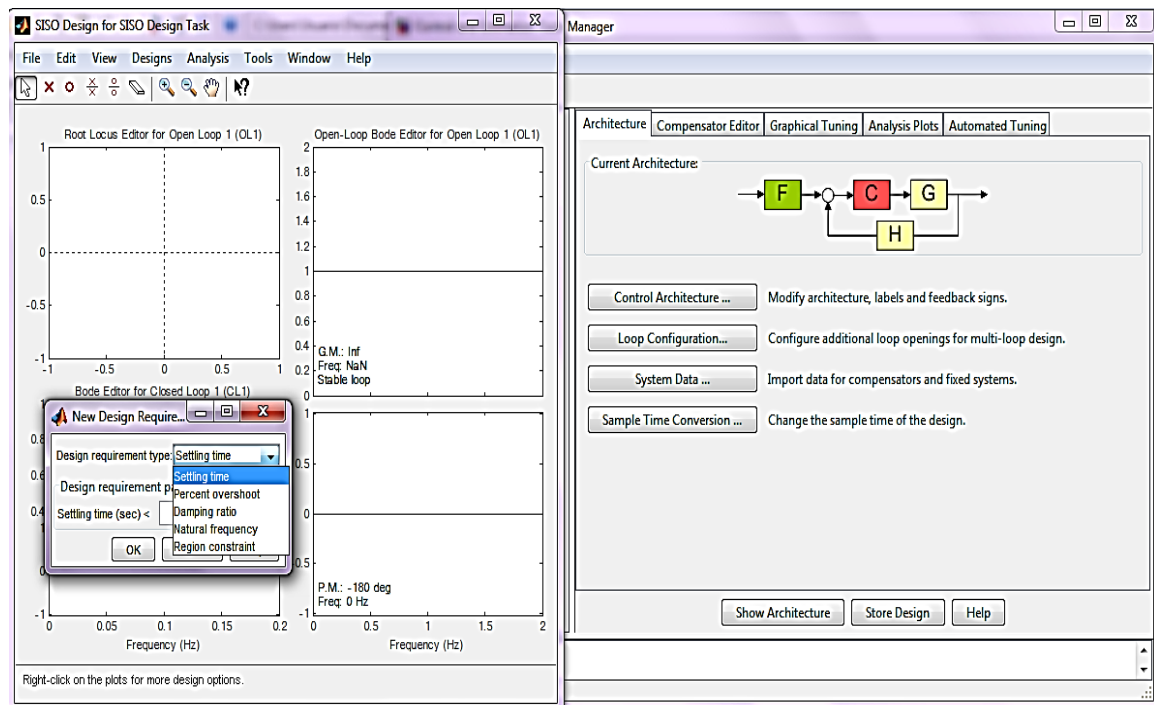 SISO Design for SISO Design Task
File Edit View Designs Analysis Tools Window Help
Root Locus Editor for Open Loop 1 (OL1)
1
0.5
0
-0.5
-1
-1 -0.5 0 0.5 1
Open-Loop Bode Editor for Open Loop 1 (OL1)
2
1.8
1.6
1.4
1.2
1
0.8
0.6
0.4
0.2
0
G.M.: Inf
Freq: NaN
Stable loop
Bode Editor for Closed Loop 1 (CL1)
0.8
0.6
0.4
-1
0 0.05 0.1 0.15 0.2
Frequency (Hz)
New Design Require...
Design requirement type: Settling time
Settling time
Percent overshoot
Damping ratio
Natural frequency
Region constraint
Design requirement p
Settling time (sec) <
OK
1
0.5
0
-0.5
-1
P.M.: -180 deg
Freq: 0 Hz
0 0.5 1 1.5 2
Frequency (Hz)
Right-click on the plots for more design options.
Manager
Architecture Compensator Editor Graphical Tuning Analysis Plots Automated Tuning
Current Architecture:
F C G
H
Control Architecture ... Modify architecture, labels and feedback signs.
Loop Configuration... Configure additional loop openings for multi-loop design.
System Data ... Import data for compensators and fixed systems.
Sample Time Conversion ... Change the sample time of the design.
Show Architecture Store Design Help